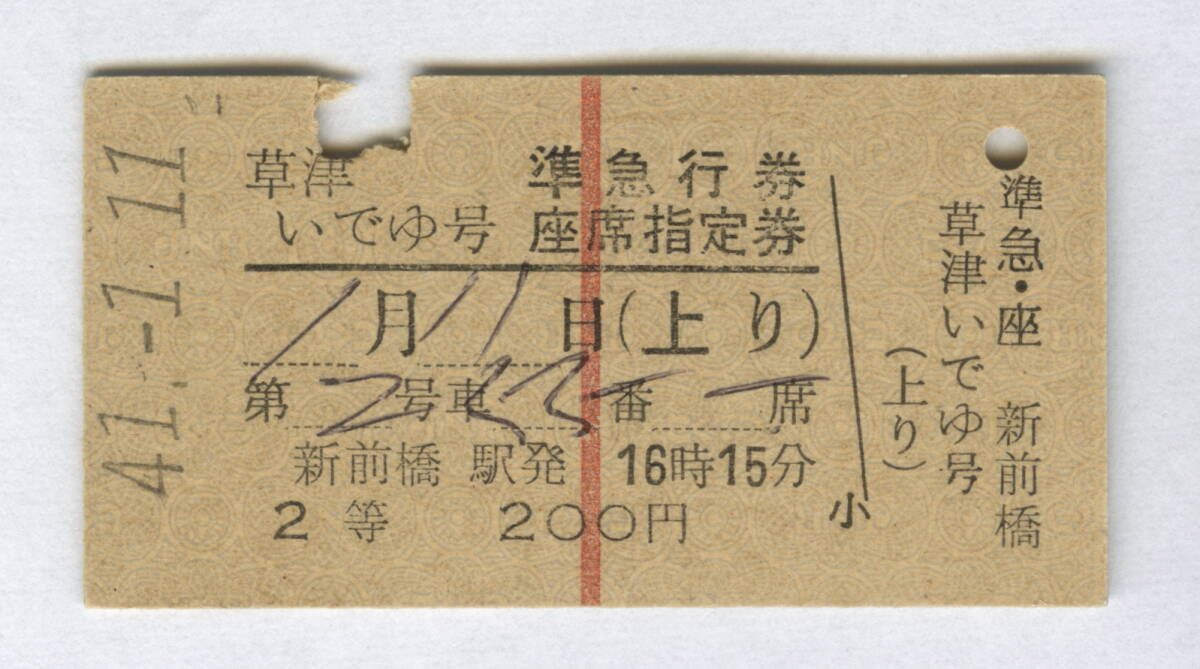 41.-1.11
草津 準急行券
いでゆ号 座席指定券
1月11日(上り)
第2号車 番 席
新前橋 駅発 16時15分
2等 200円
小
準急・座 新前橋
草津いでゆ号
(上り)